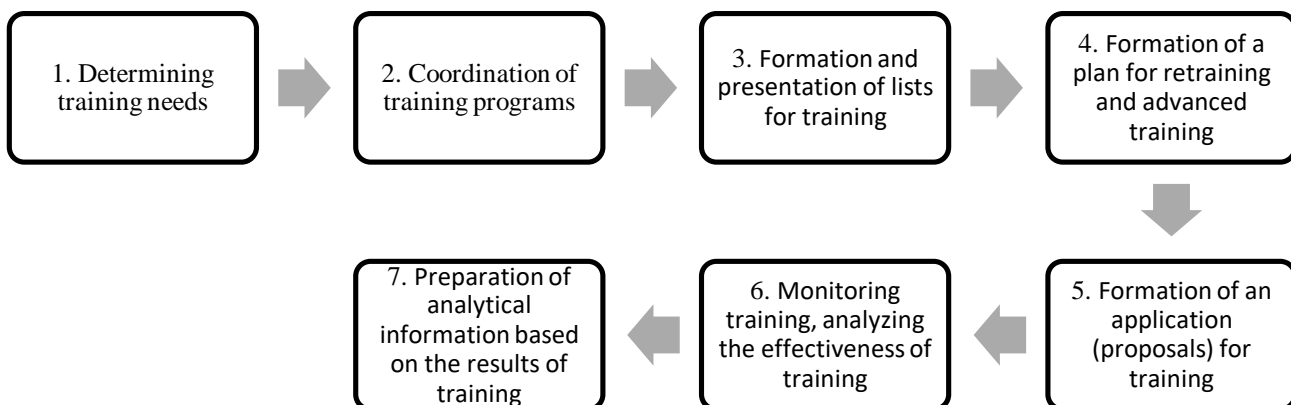 1. Determining
training needs
2. Coordination of
training programs
3. Formation and
presentation of lists
for training
4. Formation of a
plan for retraining
and advanced
training
5. Formation of an
application
(proposals) for
training
6. Monitoring
training, analyzing
the effectiveness of
training
7. Preparation of
analytical
information based
on the results of
training